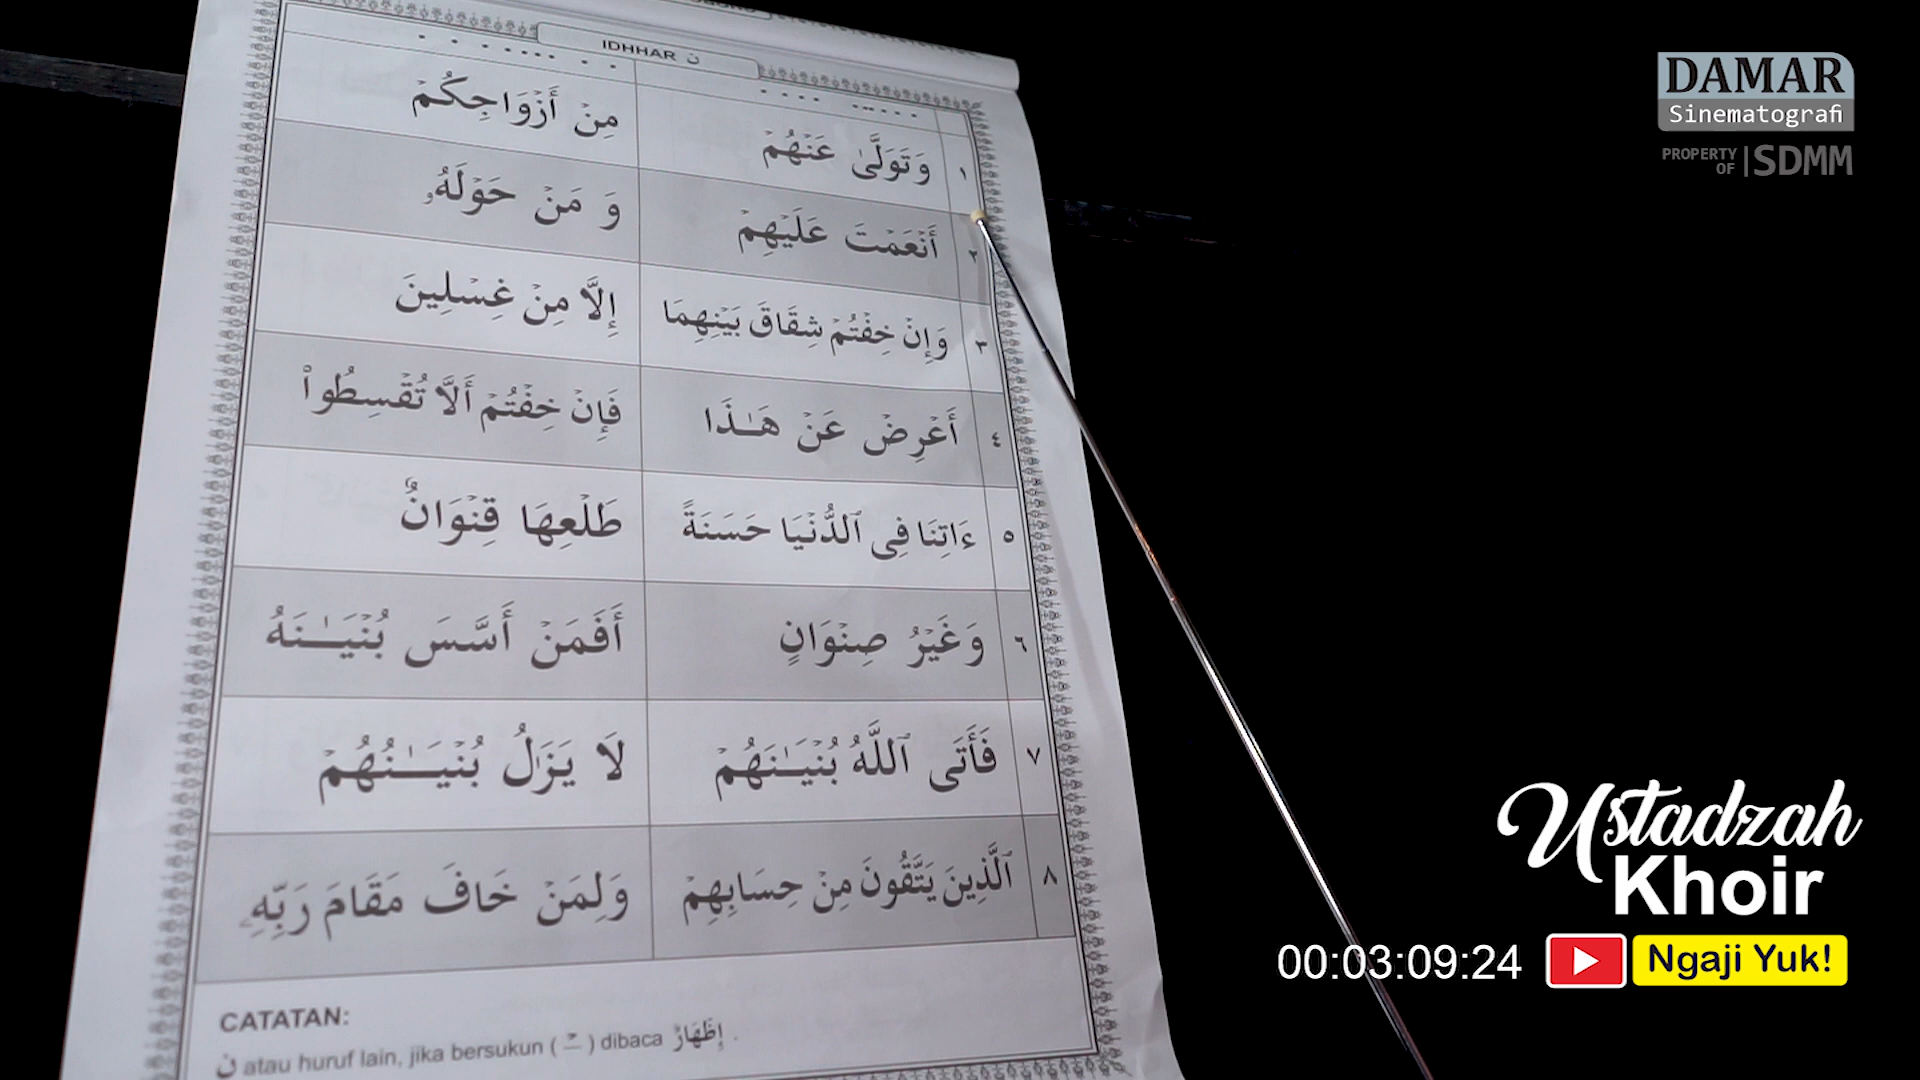 IDHHAR ن
١ وَتَوَلَّىٰ عَنْهُمْ مِنْ أَزْوَاجِكُمْ
٢ أَنْعَمْتَ عَلَيْهِمْ وَ مَنْ حَوْلَهُۥ
٣ وَإِنْ خِفْتُمْ شِقَاقَ بَيْنِهِمَا إِلَّا مِنْ غِسْلِينَ
٤ أَعْرِضْ عَنْ هَـٰذَا فَإِنْ خِفْتُمْ أَلَّا تُقْسِطُوا۟
٥ ءَاتِنَا فِى ٱلدُّنْيَا حَسَنَةً طَلْعِهَا قِنْوَانٌ
٦ وَغَيْرُ صِنْوَانٍ أَفَمَنْ أَسَّسَ بُنْيَـٰنَهُ
٧ فَأَتَى ٱللَّهُ بُنْيَـٰنَهُمْ لَا يَزَٰلُ بُنْيَـٰنُهُمْ
٨ ٱلَّذِينَ يَتَّقُونَ مِنْ حِسَابِهِمْ وَلِمَنْ خَافَ مَقَامَ رَبِّهِۦ
CATATAN:
ن atau huruf lain, jika bersukun ( ـْ ) dibaca إِظْهَارْ .
DAMAR
Sinematografi
PROPERTY OF | SDMM
Ustadzah
Khoir
00:03:09:24 Ngaji Yuk!